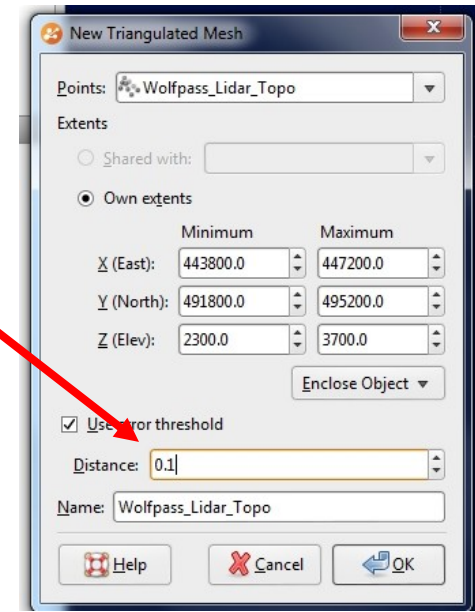 New Triangulated Mesh
Points: Wolfpass_Lidar_Topo
Extents
Shared with:
Own extents
Minimum Maximum
X (East): 443800.0 447200.0
Y (North): 491800.0 495200.0
Z (Elev): 2300.0 3700.0
Enclose Object
Use error threshold
Distance: 0.1
Name: Wolfpass_Lidar_Topo
Help Cancel OK